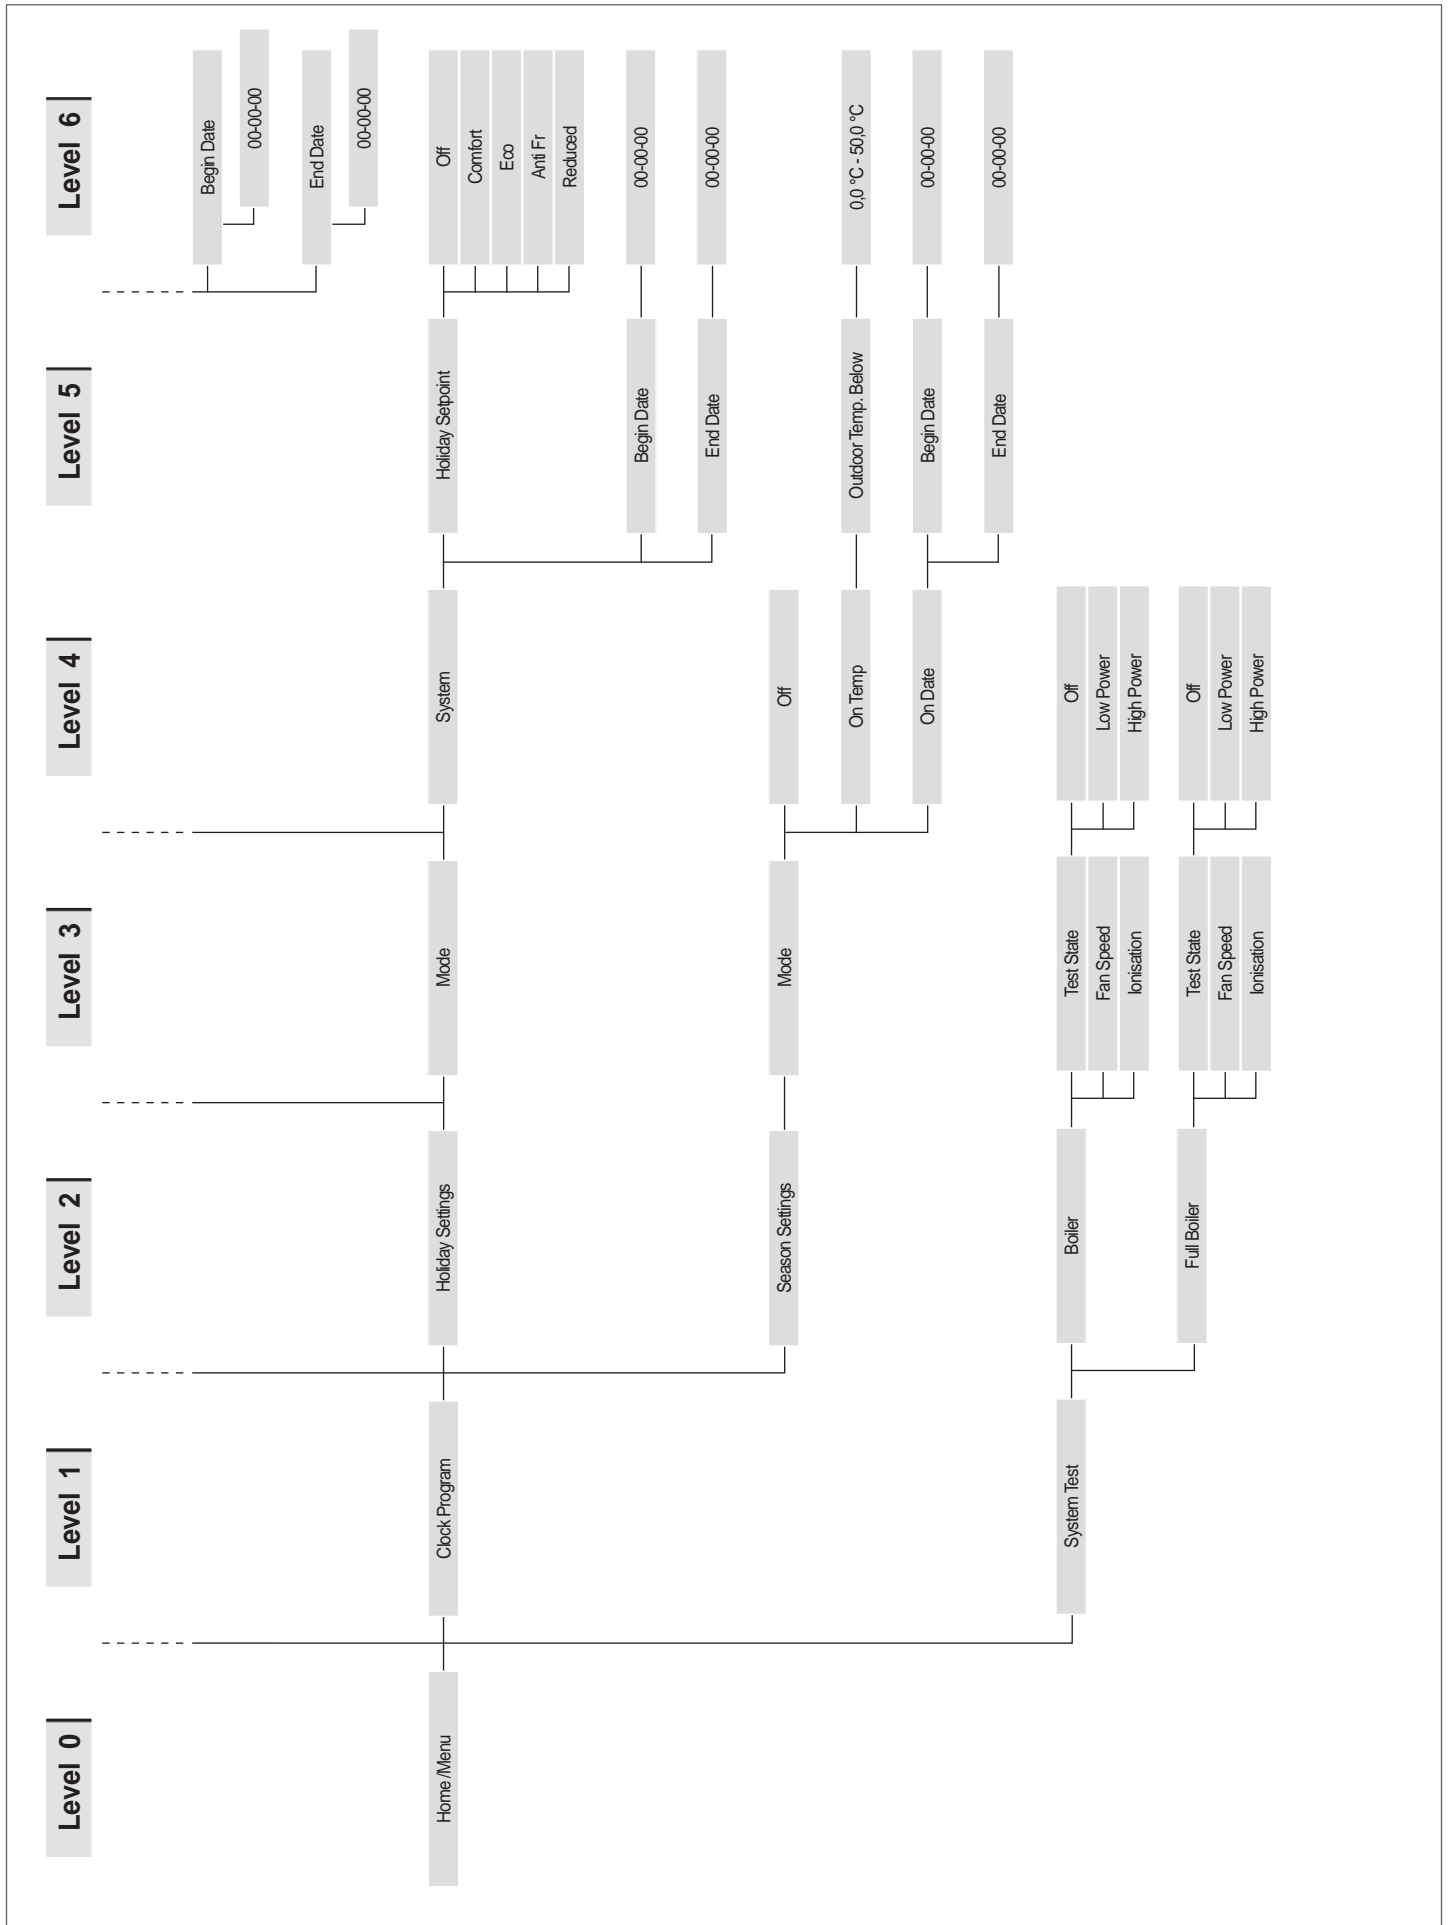 Level 0
Level 1
Level 2
Level 3
Level 4
Level 5
Level 6
Begin Date
00-00-00
End Date
00-00-00
Home /Menu
Clock Program
Holiday Settings
Mode
System
Holiday Setpoint
Off
Comfort
Eco
Anti Fr
Reduced
Begin Date
00-00-00
End Date
00-00-00
Season Settings
Mode
Off
On Temp
Outdoor Temp. Below
0,0 °C - 50,0 °C
On Date
Begin Date
00-00-00
End Date
00-00-00
System Test
Boiler
Test State
Off
Fan Speed
Low Power
Ionisation
High Power
Full Boiler
Test State
Off
Fan Speed
Low Power
Ionisation
High Power